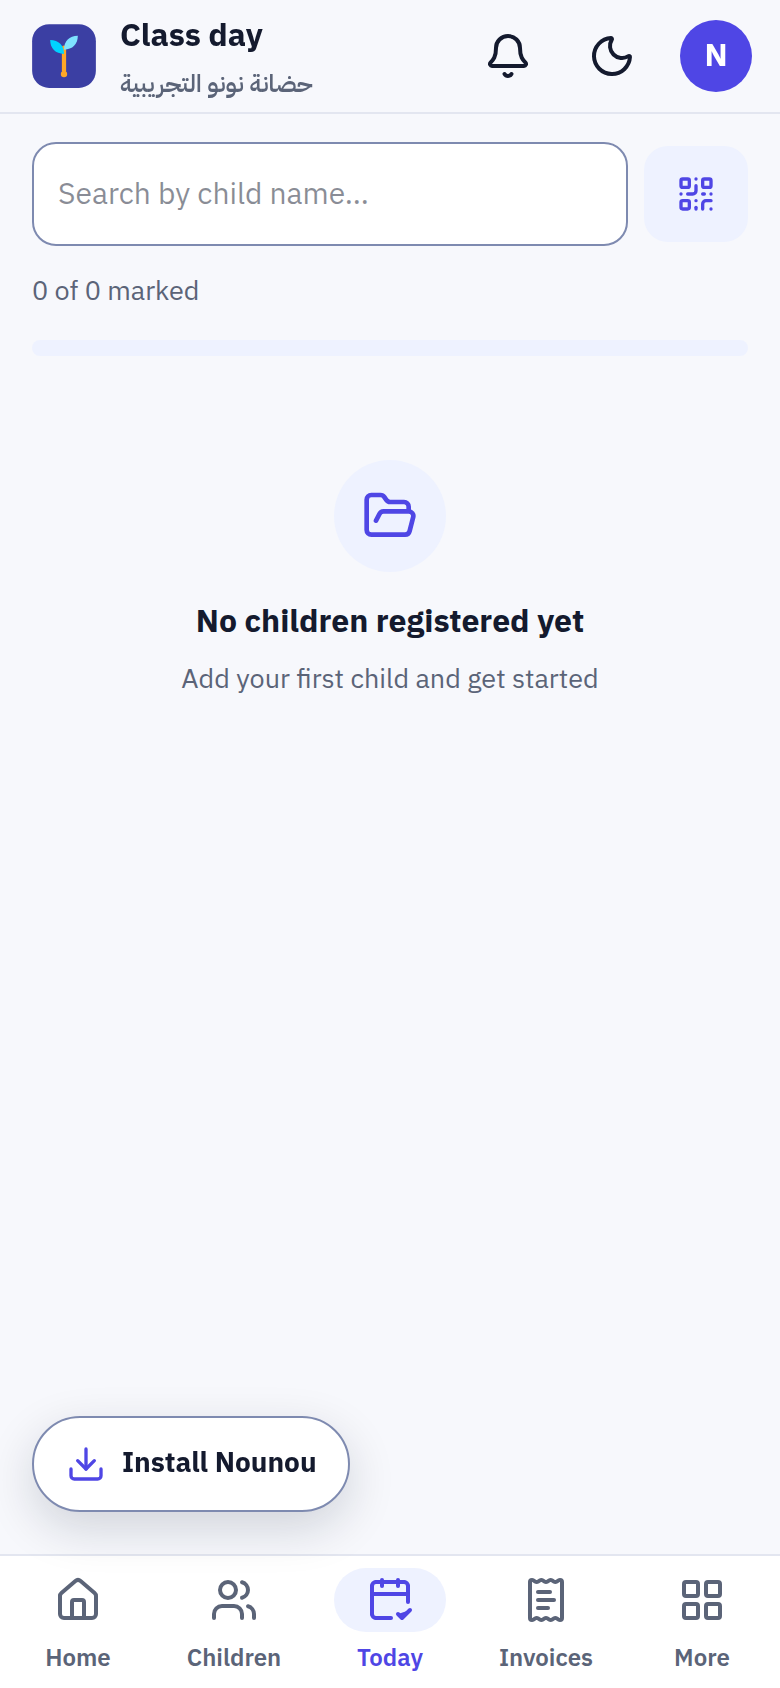 Class day
حضانة نونو التجريبية
N
Search by child name...
0 of 0 marked
No children registered yet
Add your first child and get started
Install Nounou
Home
Children
Today
Invoices
More